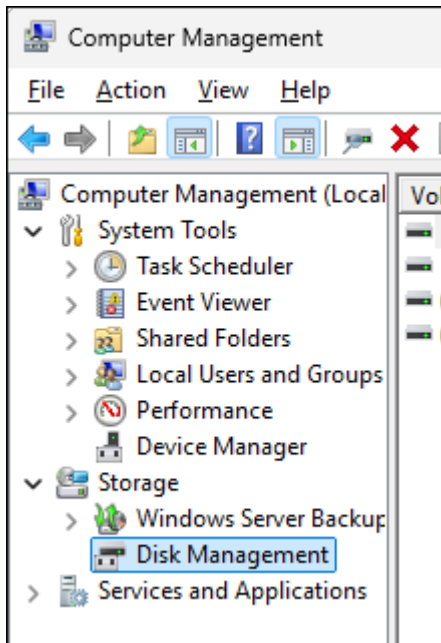 Computer Management
File Action View Help
Computer Management (Local
Vol
System Tools
Task Scheduler
Event Viewer
Shared Folders
Local Users and Groups
Performance
Device Manager
Storage
Windows Server Backup
Disk Management
Services and Applications